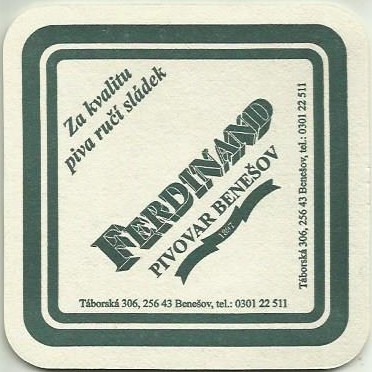 Za kvalitu
piva ručí sládek
FERDINAND
PIVOVAR BENEŠOV
1897
Táborská 306, 256 43 Benešov, tel.: 0301 22 511
Táborská 306, 256 43 Benešov, tel.: 0301 22 511